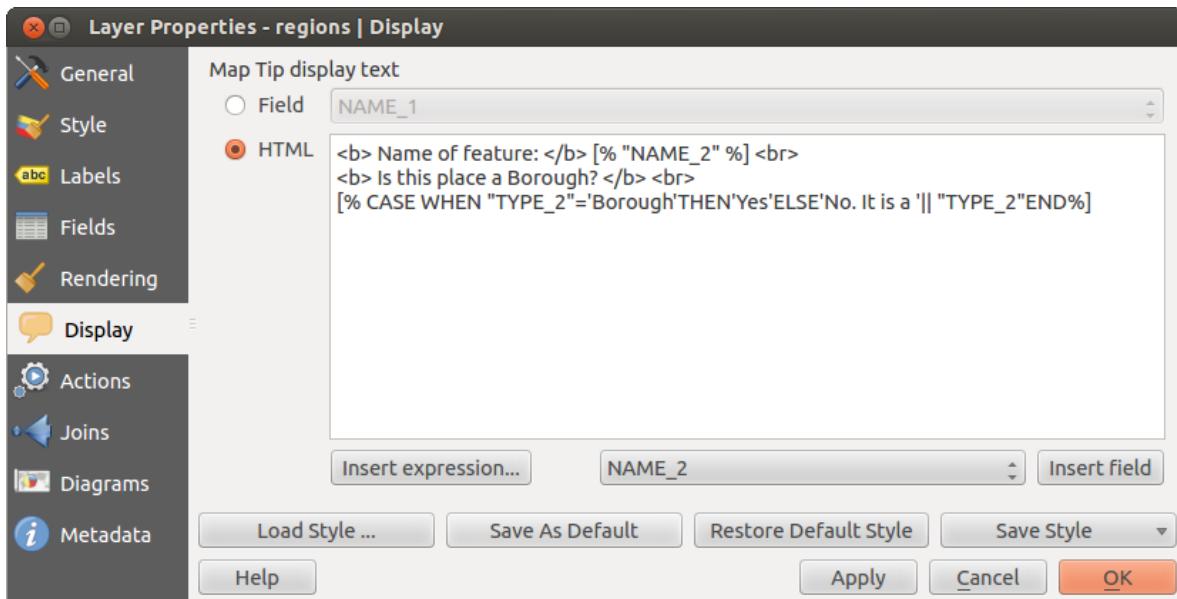 Layer Properties - regions | Display
General
Style
abc Labels
Fields
Rendering
Display
Actions
Joins
Diagrams
i Metadata
Map Tip display text
Field NAME_1
HTML
<b> Name of feature: </b> [% "NAME_2" %] <br>
<b> Is this place a Borough? </b> <br>
[% CASE WHEN "TYPE_2"='Borough'THEN'Yes'ELSE'No. It is a '|| "TYPE_2"END%]
Insert expression... NAME_2 Insert field
Load Style ... Save As Default Restore Default Style Save Style
Help Apply Cancel OK